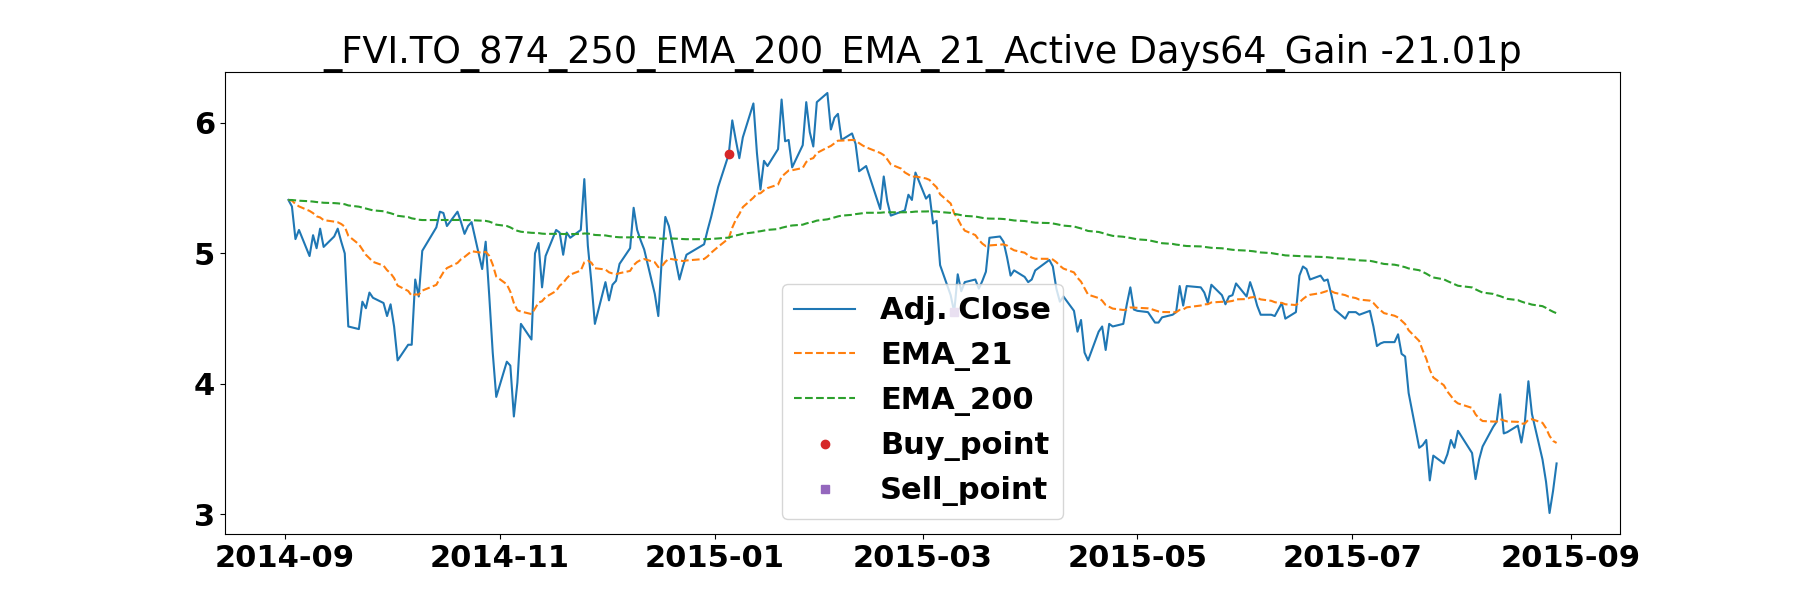 _FVI.TO_874_250_EMA_200_EMA_21_Active Days64_Gain -21.01p
6
5
4
3
Adj. Close
EMA_21
EMA_200
Buy_point
Sell_point
2014-09 2014-11 2015-01 2015-03 2015-05 2015-07 2015-09